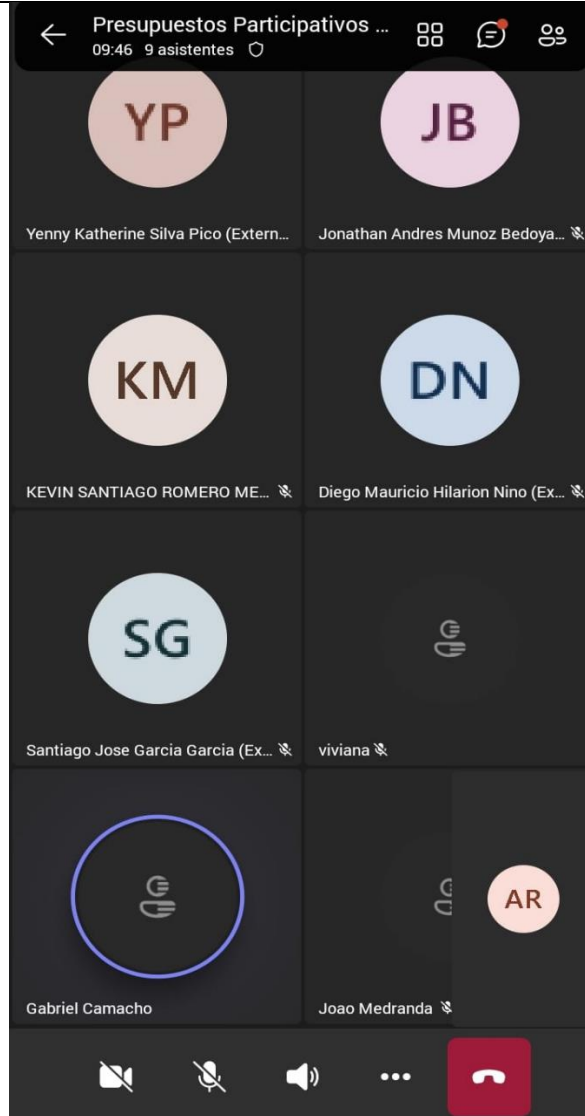 Presupuestos Participativos ...
09:46 9 asistentes
YP
JB
Yenny Katherine Silva Pico (Extern...
Jonathan Andres Munoz Bedoya...
KM
DN
KEVIN SANTIAGO ROMERO ME...
Diego Mauricio Hilarion Nino (Ex...
SG
Santiago Jose Garcia Garcia (Ex...
viviana
AR
Gabriel Camacho
Joao Medranda